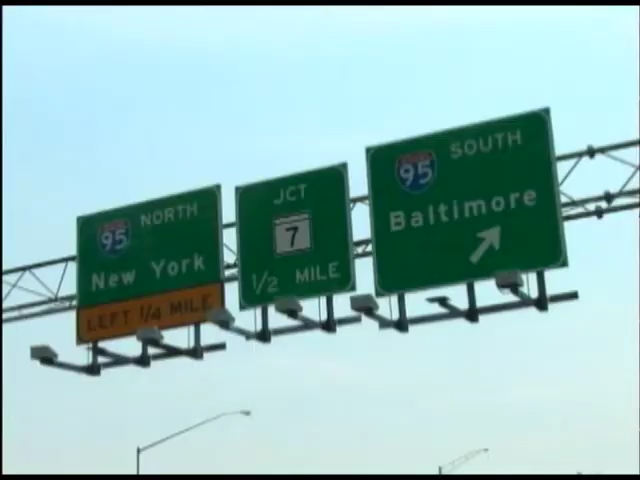 95 NORTH
New York
LEFT 1/4 MILE
JCT
7
1/2 MILE
95 SOUTH
Baltimore